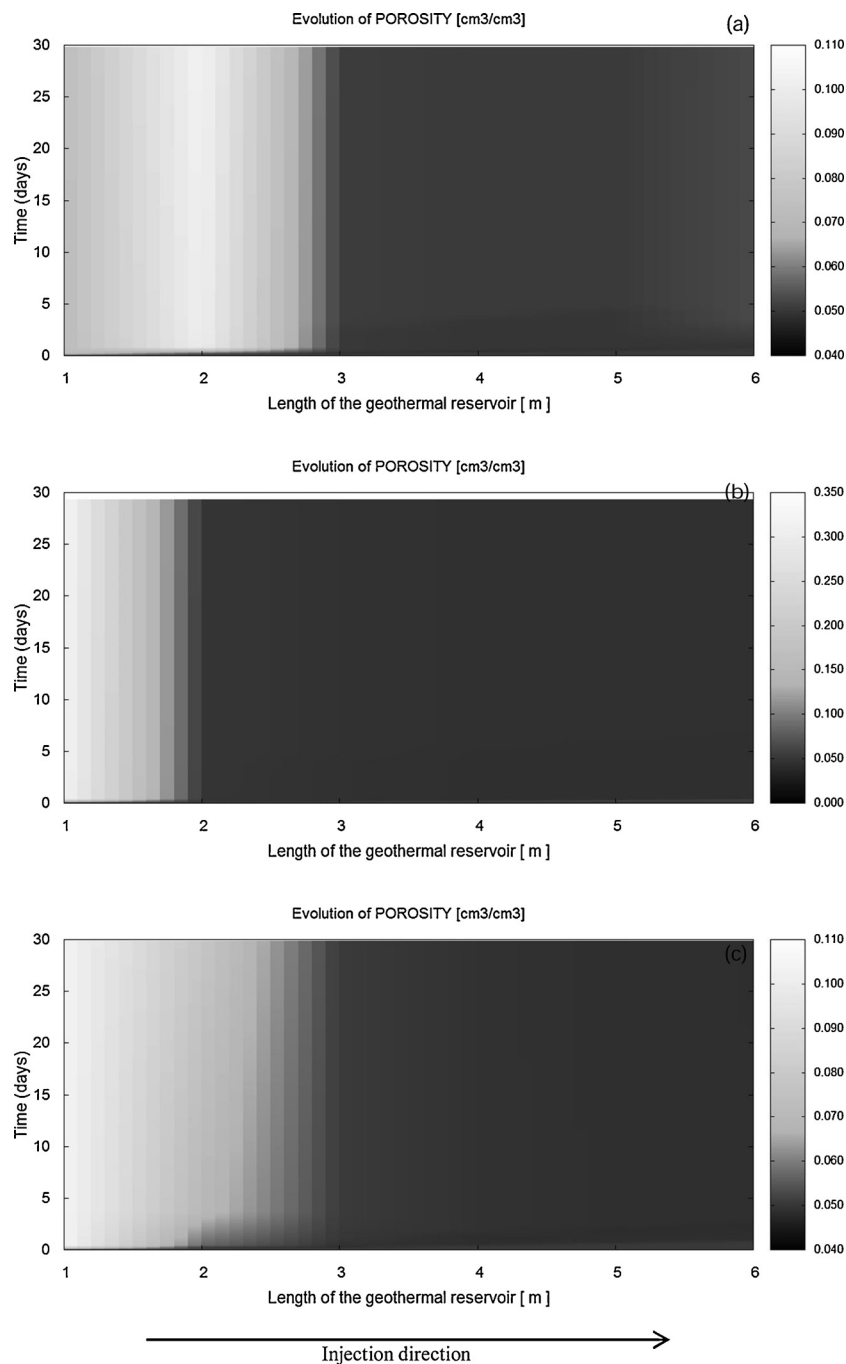 Evolution of POROSITY [cm3/cm3]
(a)
30
25
20
15
10
5
0
Time (days)
1 2 3 4 5 6
Length of the geothermal reservoir [ m ]
0.110
0.100
0.090
0.080
0.070
0.060
0.050
0.040
Evolution of POROSITY [cm3/cm3]
(b)
30
25
20
15
10
5
0
Time (days)
1 2 3 4 5 6
Length of the geothermal reservoir [ m ]
0.350
0.300
0.250
0.200
0.150
0.100
0.050
0.000
Evolution of POROSITY [cm3/cm3]
(c)
30
25
20
15
10
5
0
Time (days)
1 2 3 4 5 6
Length of the geothermal reservoir [ m ]
0.110
0.100
0.090
0.080
0.070
0.060
0.050
0.040
Injection direction